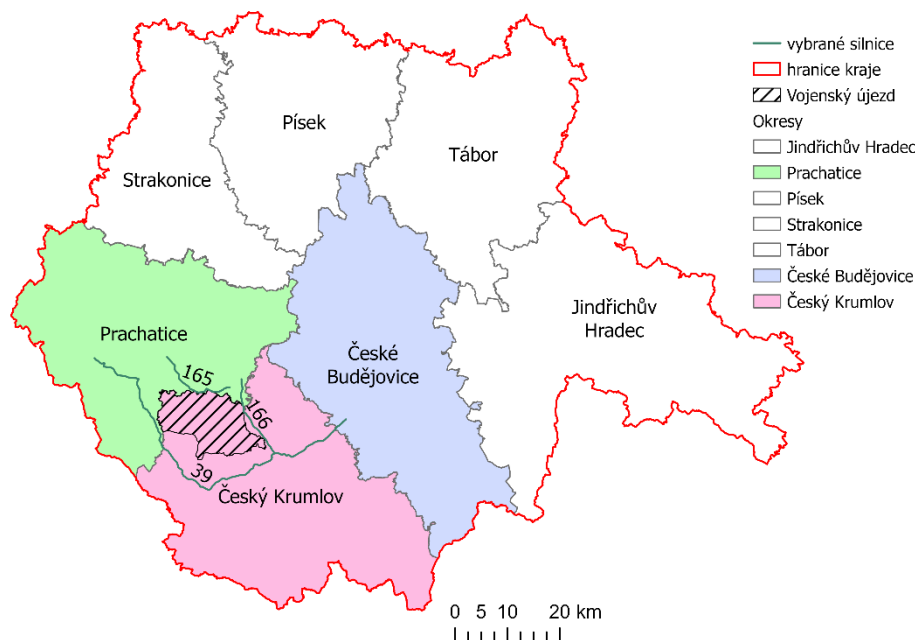 vybrané silnice
hranice kraje
Vojenský újezd
Okresy
Jindřichův Hradec
Prachatice
Písek
Strakonice
Tábor
České Budějovice
Český Krumlov
Písek
Tábor
Strakonice
Jindřichův
Hradec
Prachatice
České
Budějovice
165
166
39
Český Krumlov
0 5 10 20 km